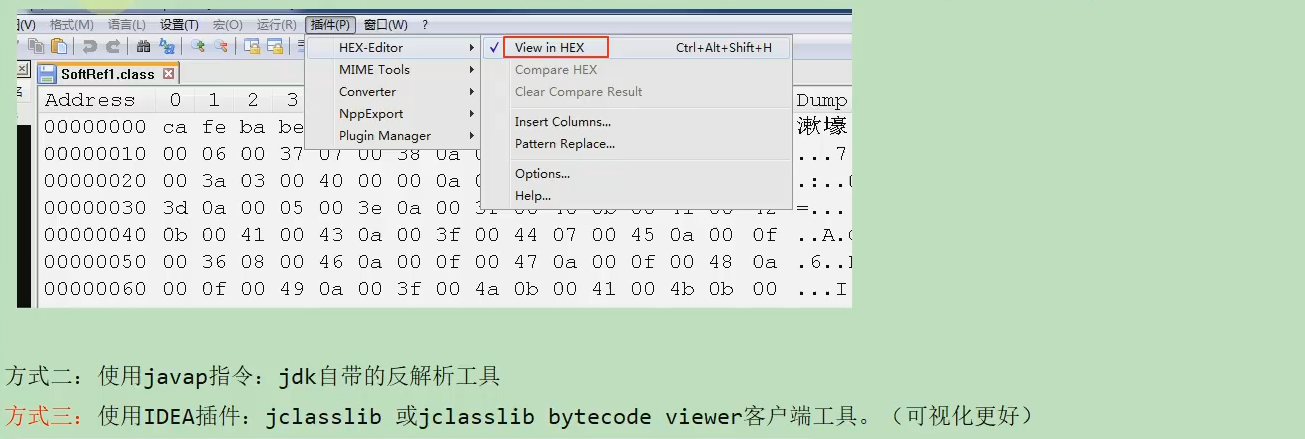 图(V) 格式(M) 语言(L) 设置(T) 宏(O) 运行(R) 插件(P) 窗口(W) ?
HEX-Editor View in HEX Ctrl+Alt+Shift+H
MIME Tools Compare HEX
Converter Clear Compare Result
NppExport
Plugin Manager Insert Columns...
Pattern Replace...
Options...
Help...
SoftRef1.class
Address 0 1 2 3 Dump
00000000 ca fe ba be 漱壕
00000010 00 06 00 37 07 00 38 0a ...7
00000020 00 3a 03 00 40 00 00 0a .:..
00000030 3d 0a 00 05 00 3e 0a 00 =...
00000040 0b 00 41 00 43 0a 00 3f 00 44 07 00 45 0a 00 0f ..A.
00000050 00 36 08 00 46 0a 00 0f 00 47 0a 00 0f 00 48 0a .6..
00000060 00 0f 00 49 0a 00 3f 00 4a 0b 00 41 00 4b 0b 00 ...I
方式二：使用javap指令：jdk自带的反解析工具
方式三：使用IDEA插件：jclasslib 或jclasslib bytecode viewer客户端工具。（可视化更好）